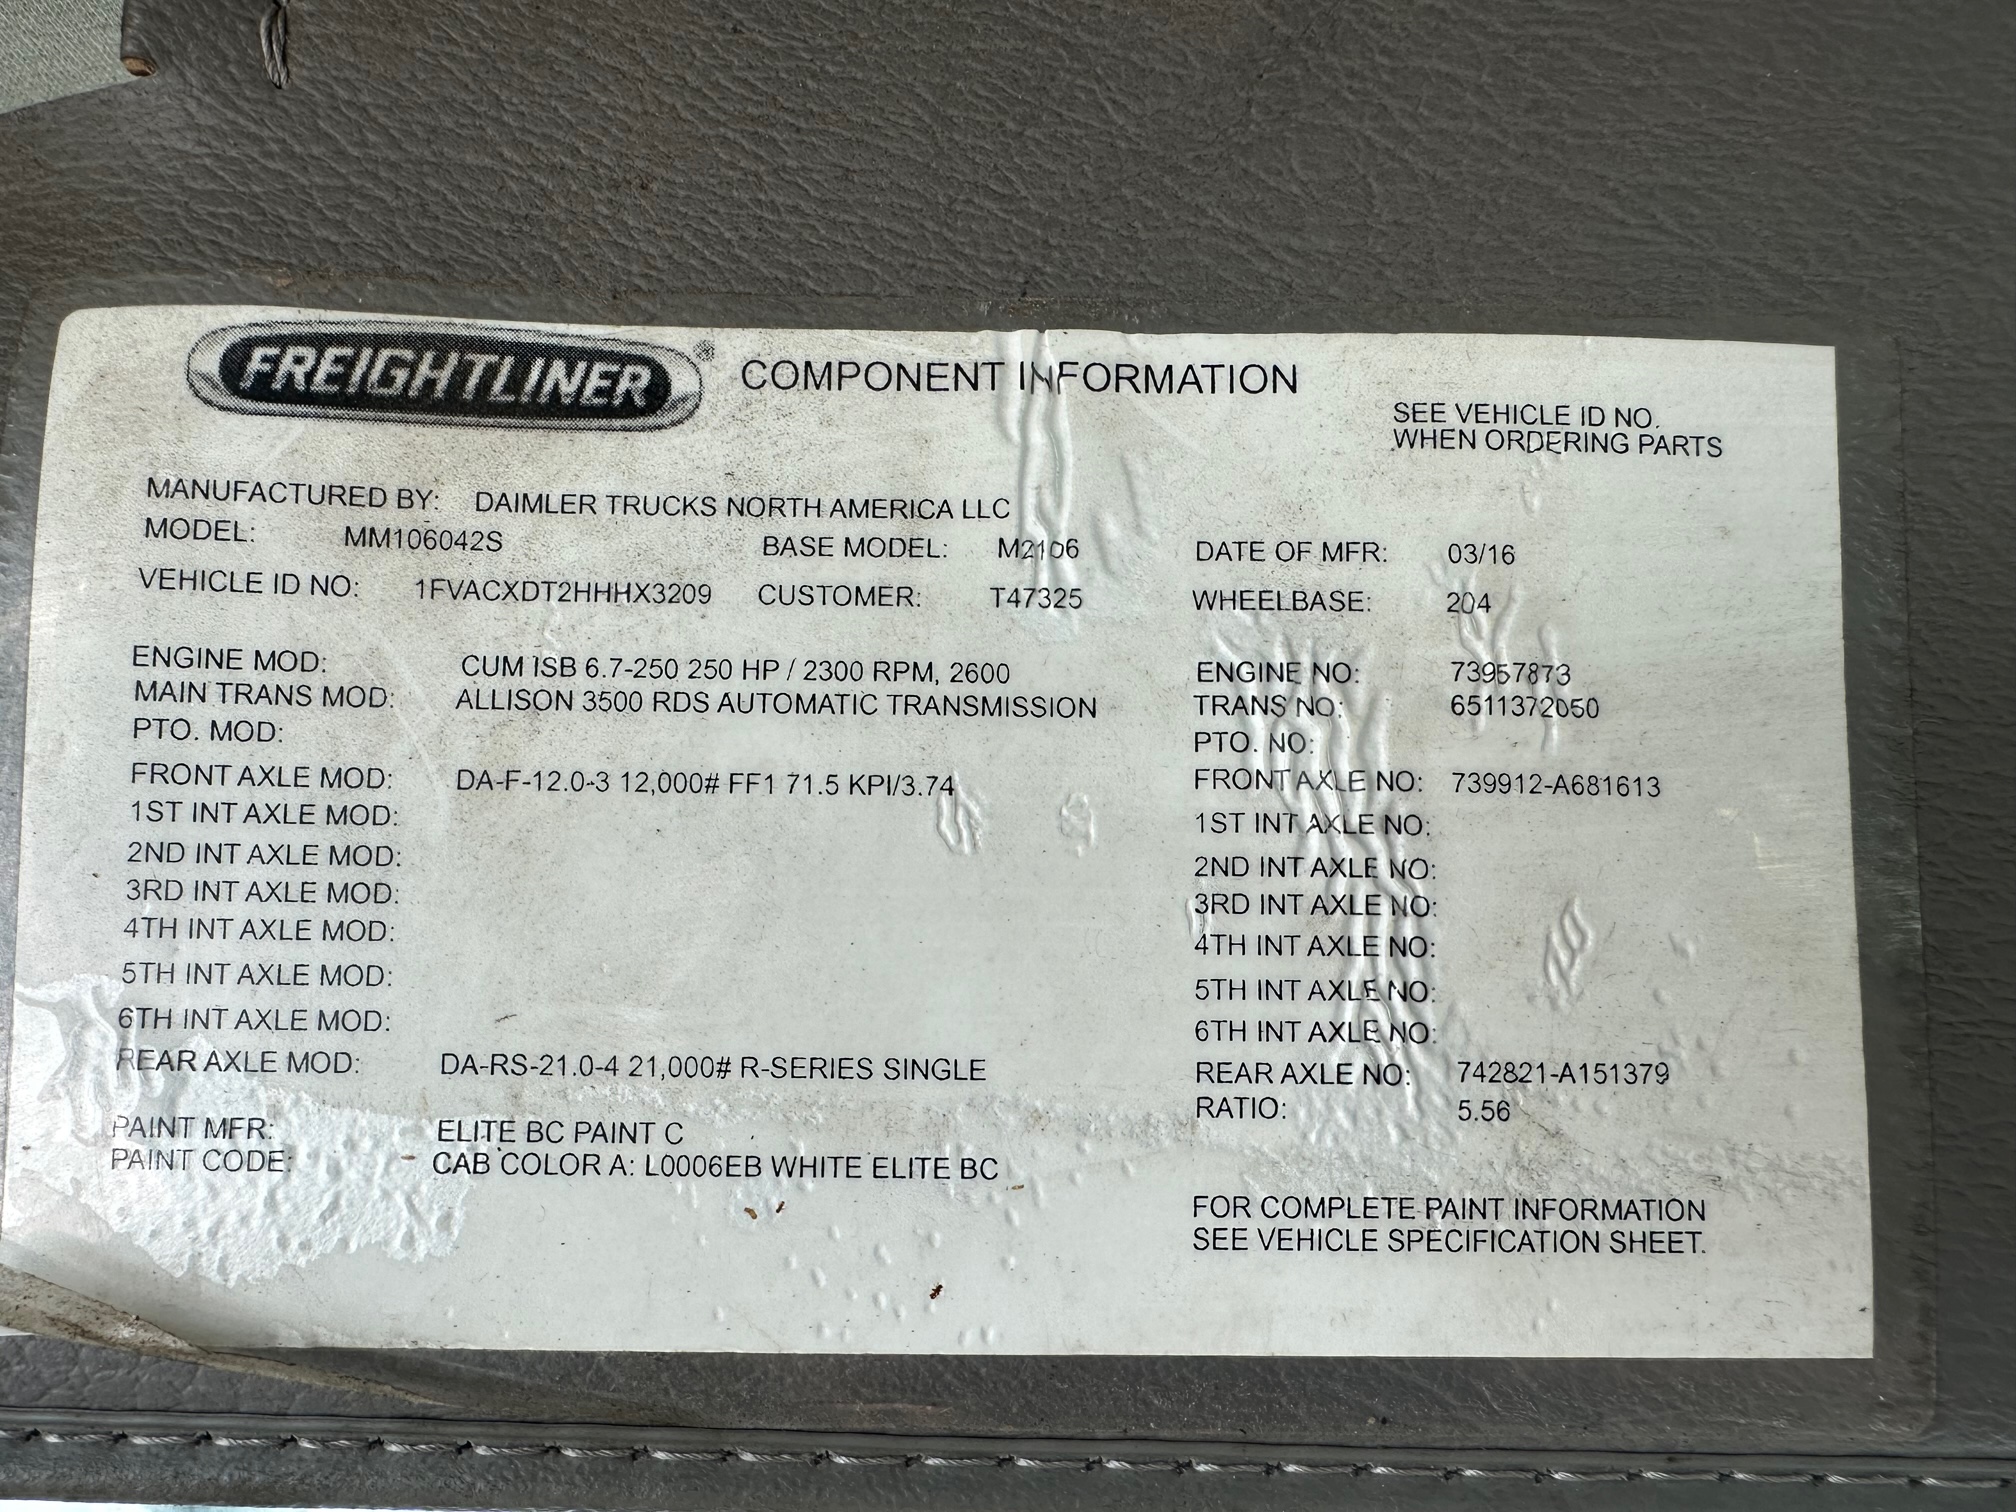 FREIGHTLINER® COMPONENT INFORMATION
SEE VEHICLE ID NO.
WHEN ORDERING PARTS
MANUFACTURED BY: DAIMLER TRUCKS NORTH AMERICA LLC
MODEL: MM106042S BASE MODEL: M2106 DATE OF MFR: 03/16
VEHICLE ID NO: 1FVACXDT2HHHX3209 CUSTOMER: T47325 WHEELBASE: 204
ENGINE MOD: CUM ISB 6.7-250 250 HP / 2300 RPM, 2600 ENGINE NO: 73957873
MAIN TRANS MOD: ALLISON 3500 RDS AUTOMATIC TRANSMISSION TRANS NO: 6511372050
PTO. MOD: PTO. NO:
FRONT AXLE MOD: DA-F-12.0-3 12,000# FF1 71.5 KPI/3.74 FRONT AXLE NO: 739912-A681613
1ST INT AXLE MOD: 1ST INT AXLE NO:
2ND INT AXLE MOD: 2ND INT AXLE NO:
3RD INT AXLE MOD: 3RD INT AXLE NO:
4TH INT AXLE MOD: 4TH INT AXLE NO:
5TH INT AXLE MOD: 5TH INT AXLE NO:
6TH INT AXLE MOD: 6TH INT AXLE NO:
REAR AXLE MOD: DA-RS-21.0-4 21,000# R-SERIES SINGLE REAR AXLE NO: 742821-A151379
RATIO: 5.56
PAINT MFR: ELITE BC PAINT C
PAINT CODE: CAB COLOR A: L0006EB WHITE ELITE BC
FOR COMPLETE PAINT INFORMATION
SEE VEHICLE SPECIFICATION SHEET.